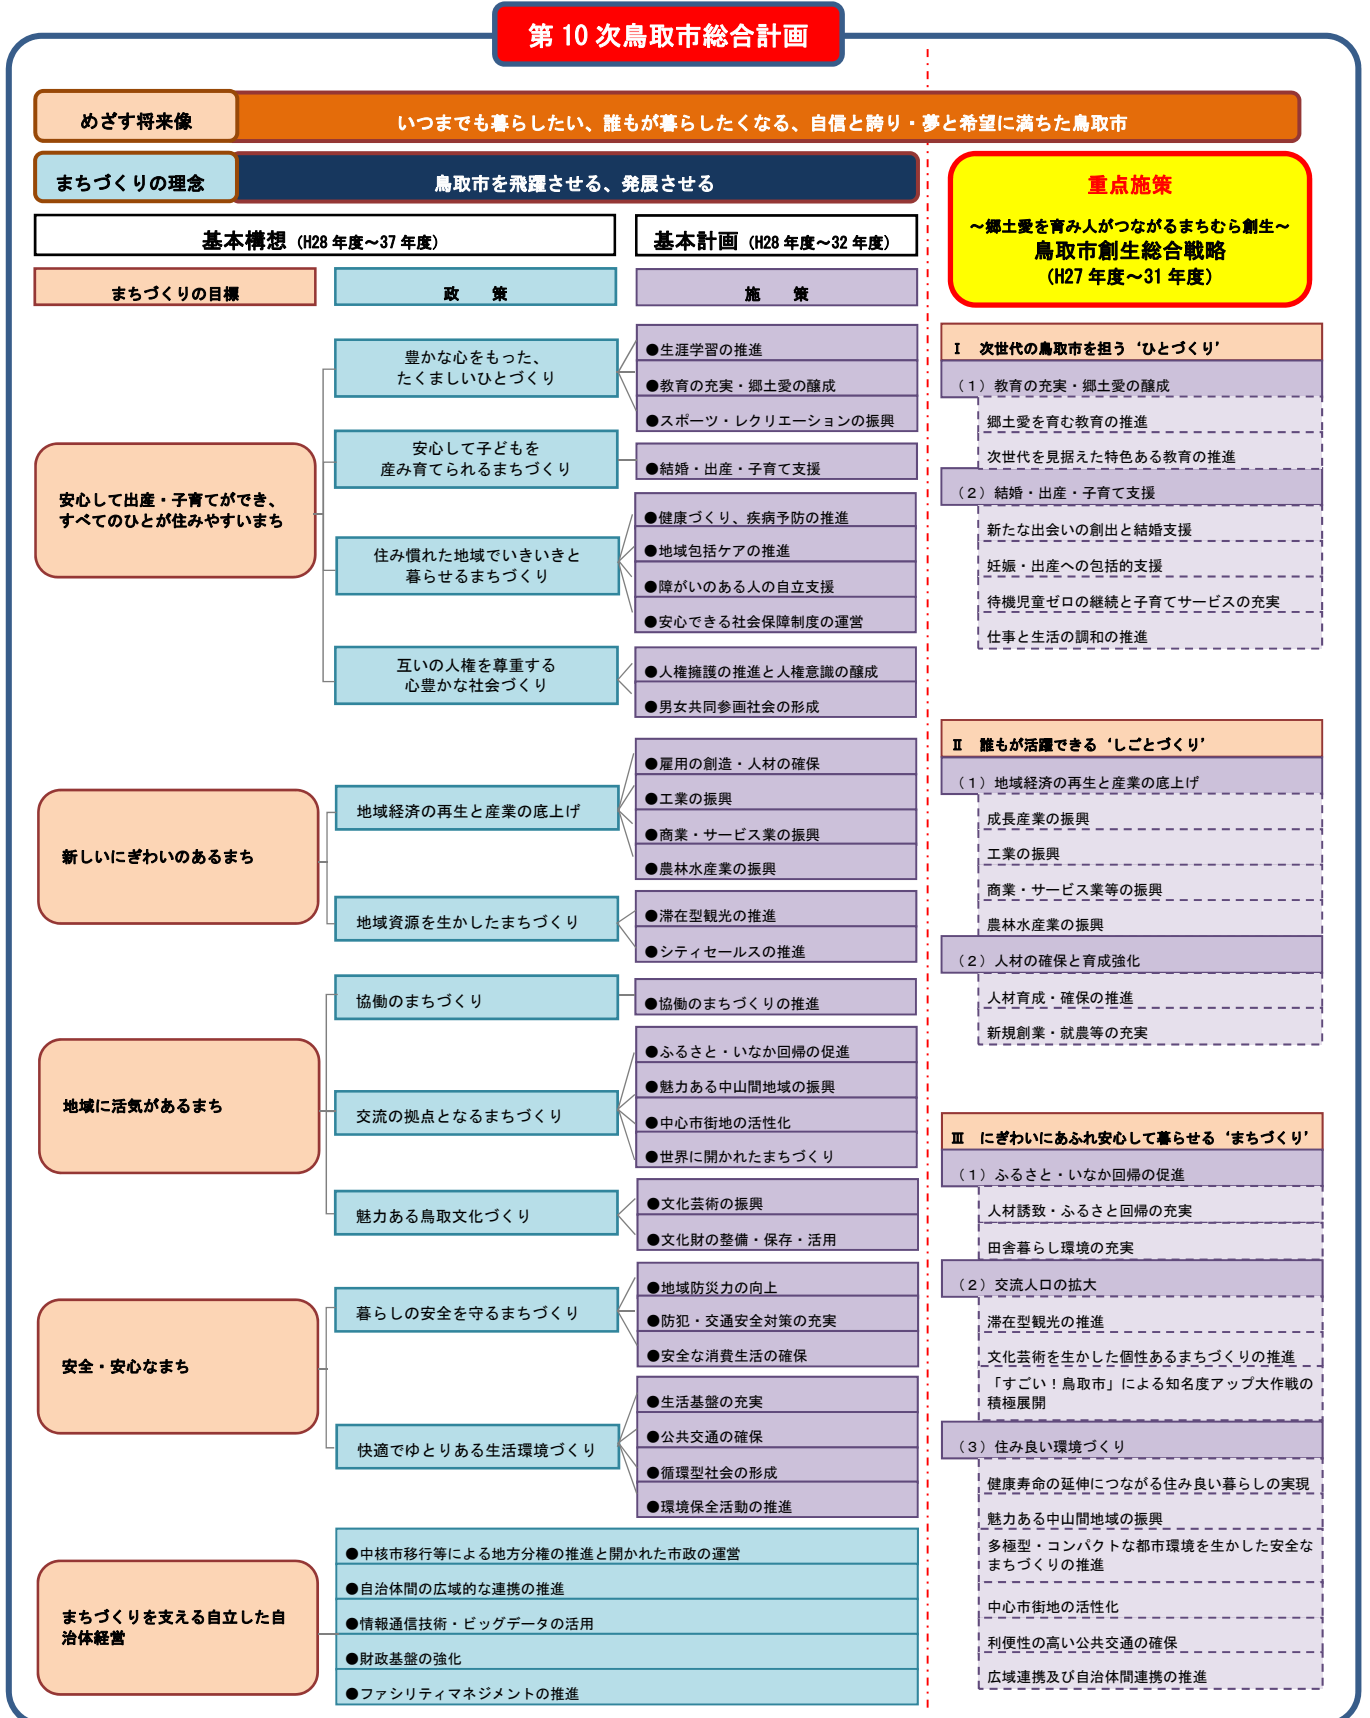 第10次鳥取市総合計画
めざす将来像
いつまでも暮らしたい、誰もが暮らしたくなる、自信と誇り・夢と希望に満ちた鳥取市
まちづくりの理念
鳥取市を飛躍させる、発展させる
基本構想（H28 年度～37 年度）
基本計画（H28 年度～32 年度）
まちづくりの目標
政　　策
施　　策
安心して出産・子育てができ、
すべてのひとが住みやすいまち
豊かな心をもった、
たくましいひとづくり
●生涯学習の推進
●教育の充実・郷土愛の醸成
●スポーツ・レクリエーションの振興
安心して子どもを
産み育てられるまちづくり
●結婚・出産・子育て支援
住み慣れた地域でいきいきと
暮らせるまちづくり
●健康づくり、疾病予防の推進
●地域包括ケアの推進
●障がいのある人の自立支援
●安心できる社会保障制度の運営
互いの人権を尊重する
心豊かな社会づくり
●人権擁護の推進と人権意識の醸成
●男女共同参画社会の形成
新しいにぎわいのあるまち
地域経済の再生と産業の底上げ
●雇用の創造・人材の確保
●工業の振興
●商業・サービス業の振興
●農林水産業の振興
地域資源を生かしたまちづくり
●滞在型観光の推進
●シティセールスの推進
地域に活気があるまち
協働のまちづくり
●協働のまちづくりの推進
交流の拠点となるまちづくり
●ふるさと・いなか回帰の促進
●魅力ある中山間地域の振興
●中心市街地の活性化
●世界に開かれたまちづくり
魅力ある鳥取文化づくり
●文化芸術の振興
●文化財の整備・保存・活用
安全・安心なまち
暮らしの安全を守るまちづくり
●地域防災力の向上
●防犯・交通安全対策の充実
●安全な消費生活の確保
快適でゆとりある生活環境づくり
●生活基盤の充実
●公共交通の確保
●循環型社会の形成
●環境保全活動の推進
まちづくりを支える自立した自
治体経営
●中核市移行等による地方分権の推進と開かれた市政の運営
●自治体間の広域的な連携の推進
●情報通信技術・ビッグデータの活用
●財政基盤の強化
●ファシリティマネジメントの推進
重点施策
～郷土愛を育み人がつながるまちむら創生～
鳥取市創生総合戦略
（H27 年度～31 年度）
Ⅰ　次世代の鳥取市を担う‘ひとづくり’
（１）教育の充実・郷土愛の醸成
郷土愛を育む教育の推進
次世代を見据えた特色ある教育の推進
（２）結婚・出産・子育て支援
新たな出会いの創出と結婚支援
妊娠・出産への包括的支援
待機児童ゼロの継続と子育てサービスの充実
仕事と生活の調和の推進
Ⅱ　誰もが活躍できる‘しごとづくり’
（１）地域経済の再生と産業の底上げ
成長産業の振興
工業の振興
商業・サービス業等の振興
農林水産業の振興
（２）人材の確保と育成強化
人材育成・確保の推進
新規創業・就農等の充実
Ⅲ　にぎわいにあふれ安心して暮らせる‘まちづくり’
（１）ふるさと・いなか回帰の促進
人材誘致・ふるさと回帰の充実
田舎暮らし環境の充実
（２）交流人口の拡大
滞在型観光の推進
文化芸術を生かした個性あるまちづくりの推進
「すごい！鳥取市」による知名度アップ大作戦の
積極展開
（３）住み良い環境づくり
健康寿命の延伸につながる住み良い暮らしの実現
魅力ある中山間地域の振興
多極型・コンパクトな都市環境を生かした安全な
まちづくりの推進
中心市街地の活性化
利便性の高い公共交通の確保
広域連携及び自治体間連携の推進